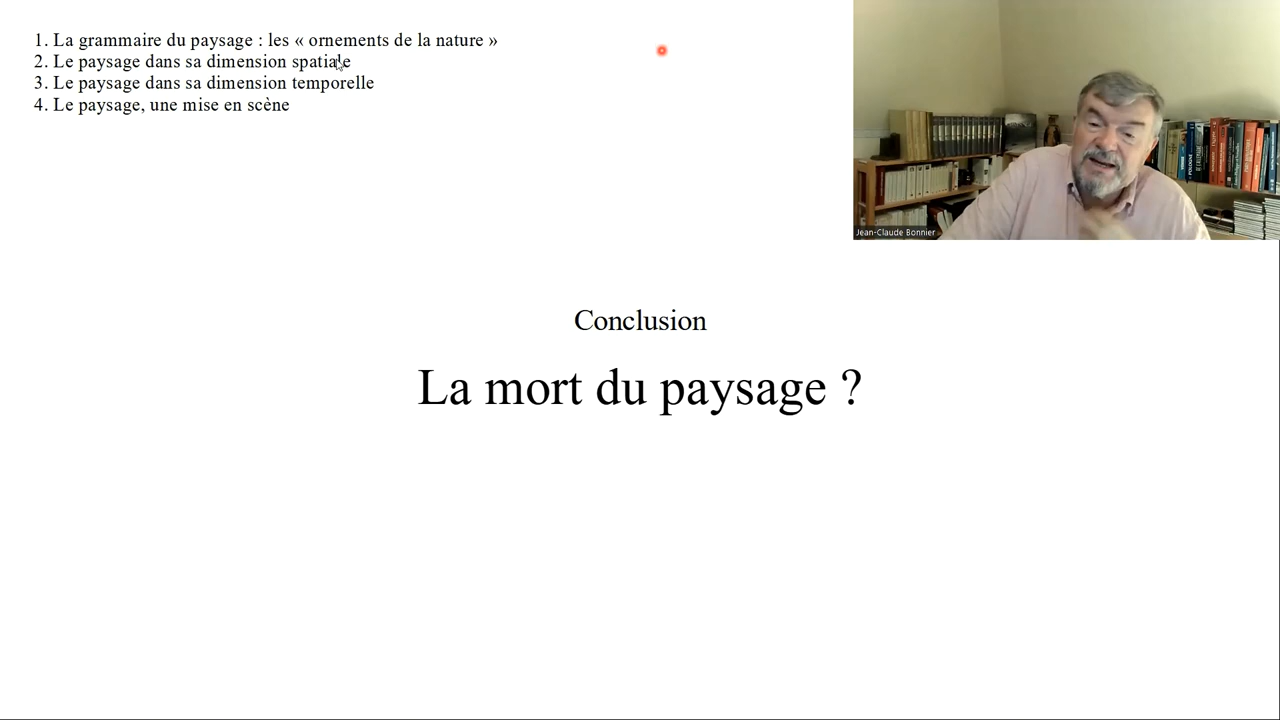 1. La grammaire du paysage : les « ornements de la nature »
2. Le paysage dans sa dimension spatiale
3. Le paysage dans sa dimension temporelle
4. Le paysage, une mise en scène
Jean-Claude Bonnier
Conclusion
La mort du paysage ?